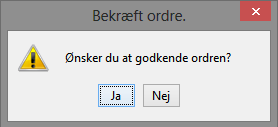 Bekræft ordre.
Ønsker du at godkende ordren?
Ja
Nej